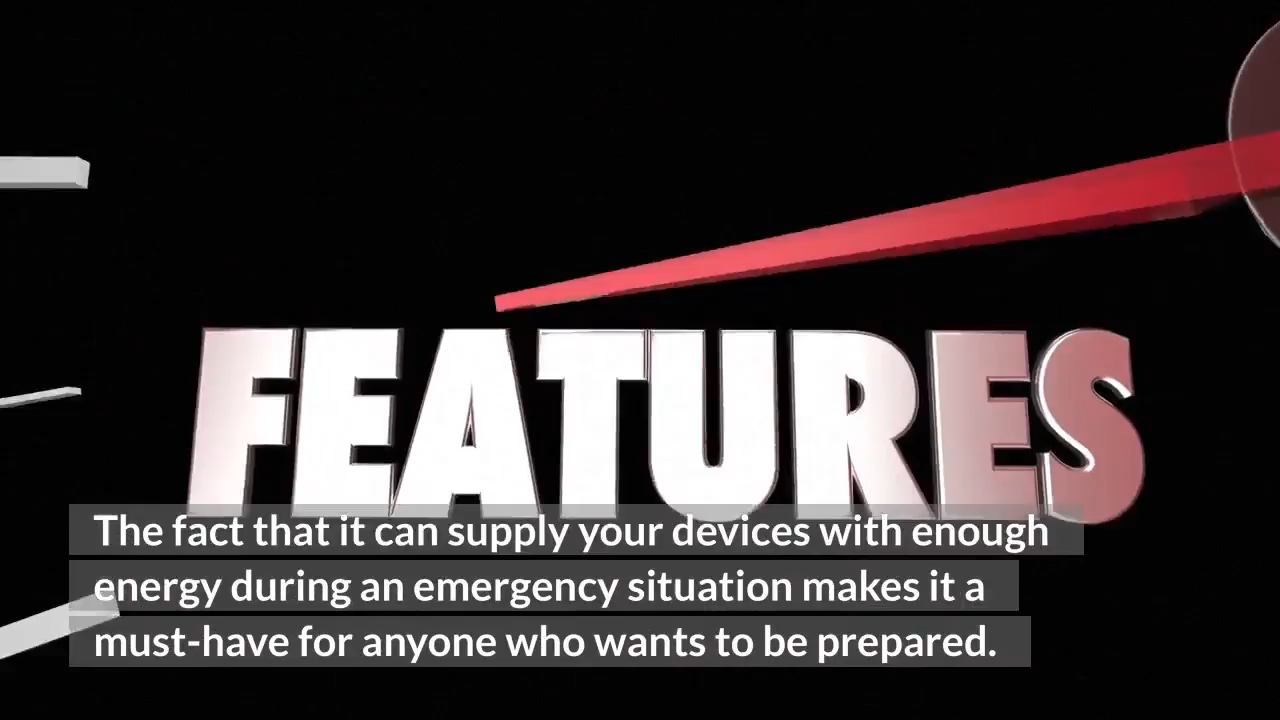 FEATURES
The fact that it can supply your devices with enough
energy during an emergency situation makes it a
must-have for anyone who wants to be prepared.